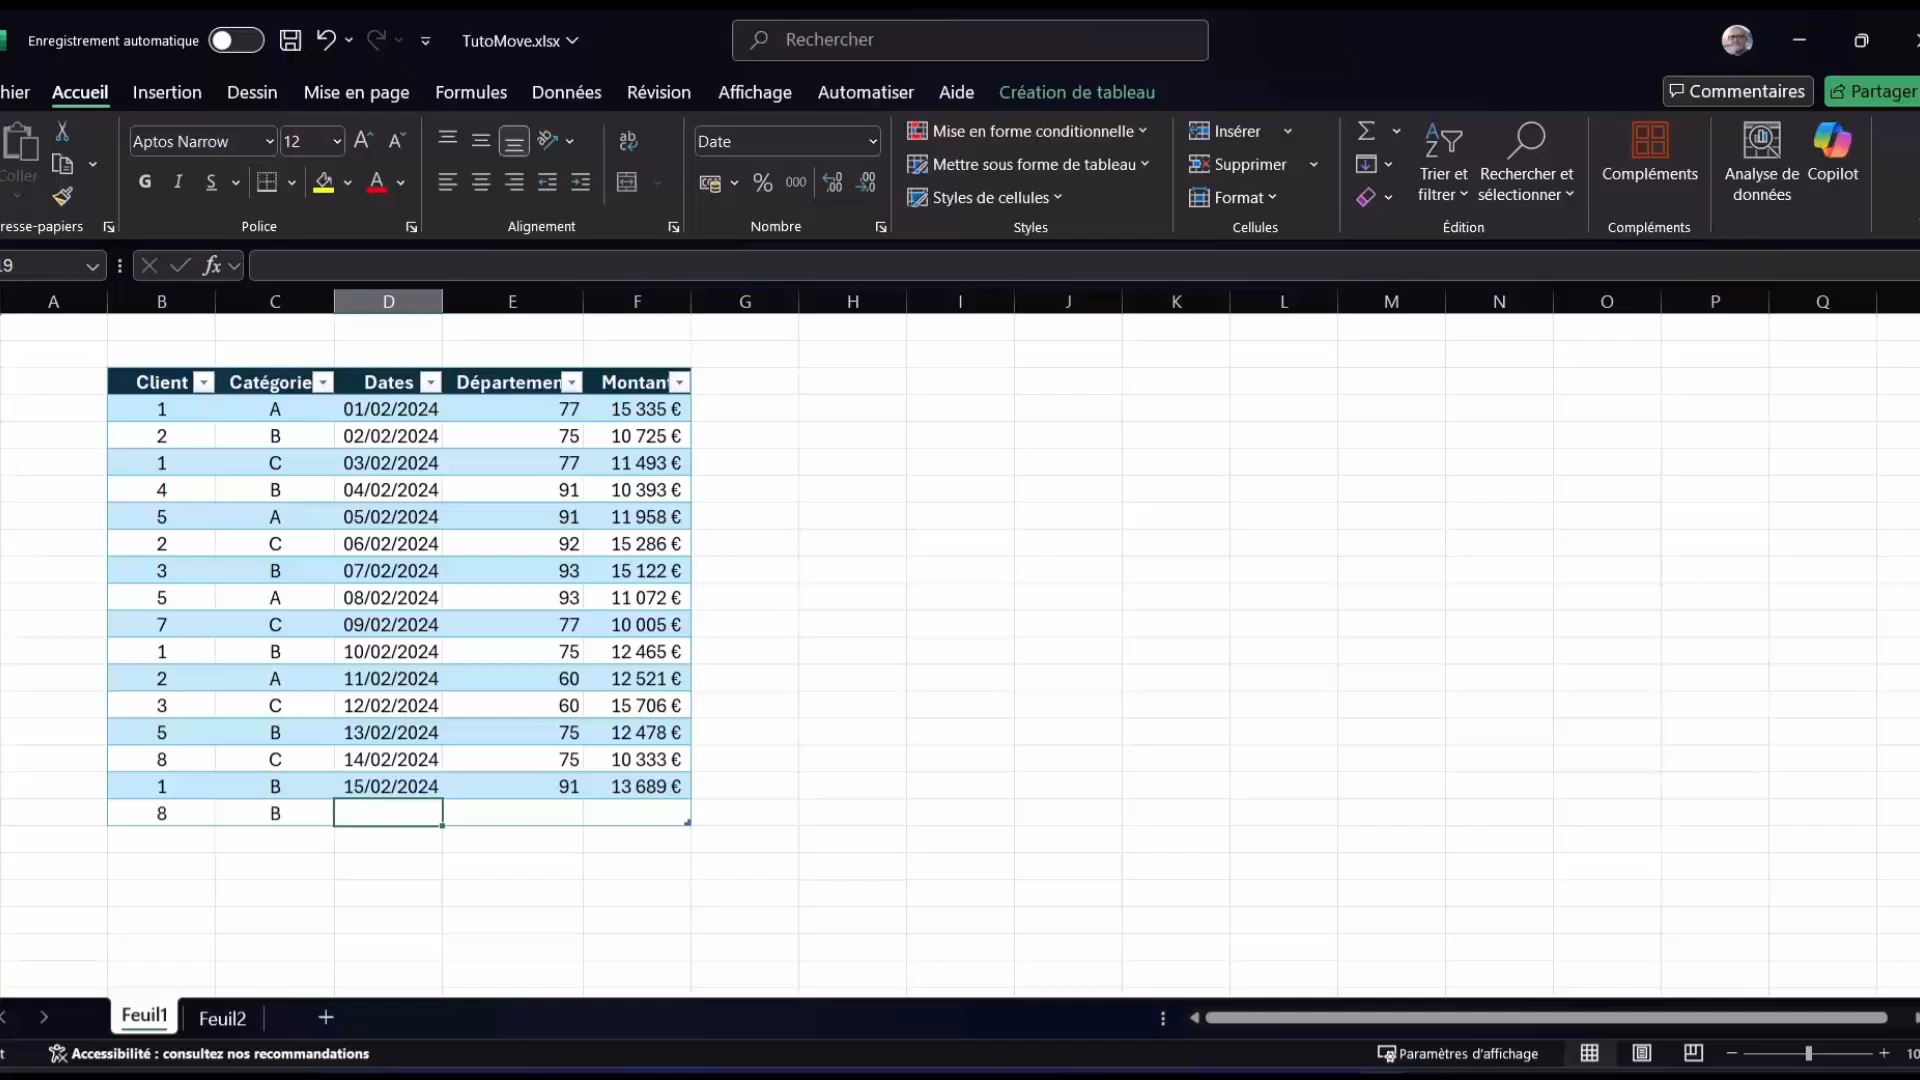 Enregistrement automatique TutoMove.xlsx Rechercher
hier Accueil Insertion Dessin Mise en page Formules Données Révision Affichage Automatiser Aide Création de tableau Commentaires Partager
Coller
Aptos Narrow 12 Date
G I S
% 000
Mise en forme conditionnelle
Mettre sous forme de tableau
Styles de cellules
Insérer
Supprimer
Format
Trier et filtrer
Rechercher et sélectionner
Compléments
Analyse de données
Copilot
resse-papiers Police Alignement Nombre Styles Cellules Édition Compléments
19 fx
A B C D E F G H I J K L M N O P Q
Client Catégorie Dates Départemen Montan
1 A 01/02/2024 77 15 335 €
2 B 02/02/2024 75 10 725 €
1 C 03/02/2024 77 11 493 €
4 B 04/02/2024 91 10 393 €
5 A 05/02/2024 91 11 958 €
2 C 06/02/2024 92 15 286 €
3 B 07/02/2024 93 15 122 €
5 A 08/02/2024 93 11 072 €
7 C 09/02/2024 77 10 005 €
1 B 10/02/2024 75 12 465 €
2 A 11/02/2024 60 12 521 €
3 C 12/02/2024 60 15 706 €
5 B 13/02/2024 75 12 478 €
8 C 14/02/2024 75 10 333 €
1 B 15/02/2024 91 13 689 €
8 B
Feuil1 Feuil2
t Accessibilité : consultez nos recommandations Paramètres d'affichage 10